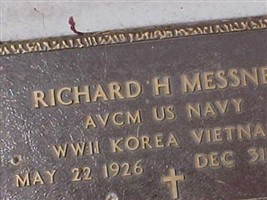 RICHARD H MESSNE
AVCM US NAVY
WWII KOREA VIETNA
MAY 22 1926 DEC 31